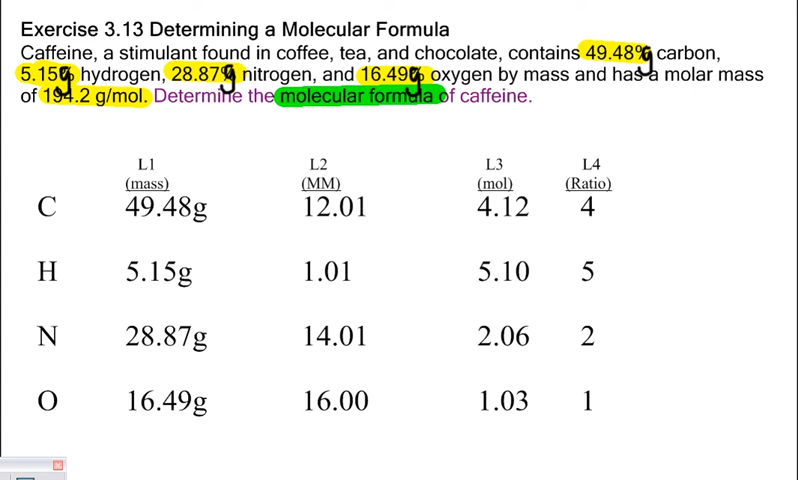 Exercise 3.13 Determining a Molecular Formula
Caffeine, a stimulant found in coffee, tea, and chocolate, contains 49.48% g carbon,
5.15% g hydrogen, 28.87% g nitrogen, and 16.49% g oxygen by mass and has a molar mass
of 194.2 g/mol. Determine the molecular formula of caffeine.
L1 L2 L3 L4
(mass) (MM) (mol) (Ratio)
C 49.48g 12.01 4.12 4
H 5.15g 1.01 5.10 5
N 28.87g 14.01 2.06 2
O 16.49g 16.00 1.03 1